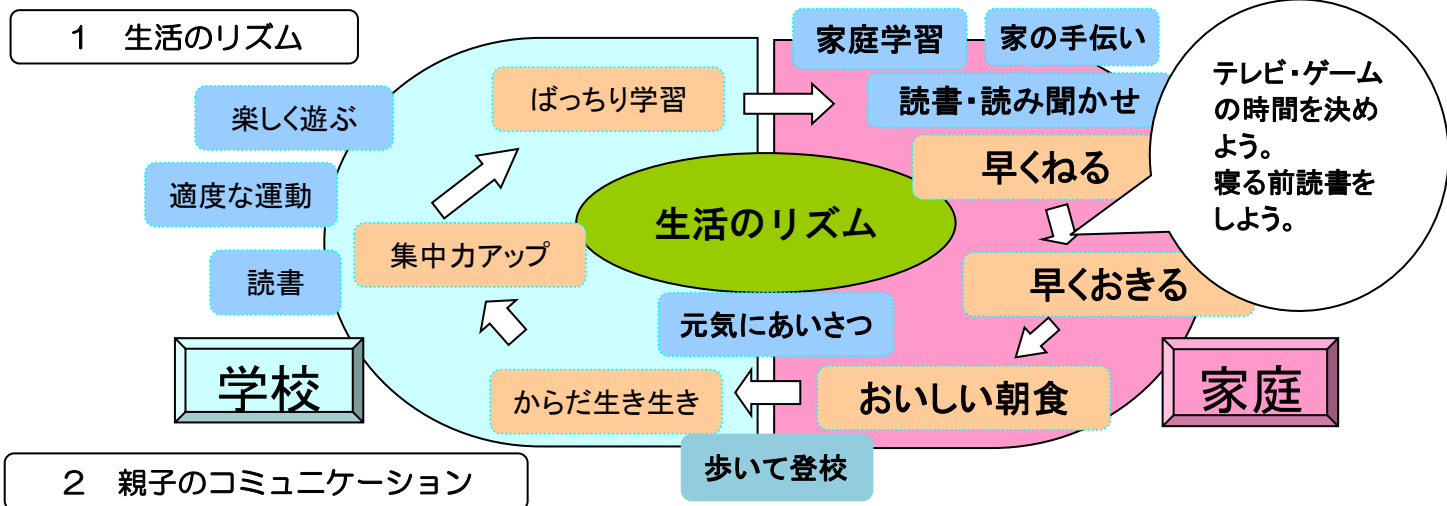 １　生活のリズム
家庭学習
家の手伝い
テレビ・ゲーム
の時間を決め
よう。
寝る前読書を
しよう。
ばっちり学習
読書・読み聞かせ
楽しく遊ぶ
早くねる
適度な運動
生活のリズム
集中力アップ
読書
早くおきる
元気にあいさつ
学校
からだ生き生き
おいしい朝食
家庭
歩いて登校
２　親子のコミュニケーション